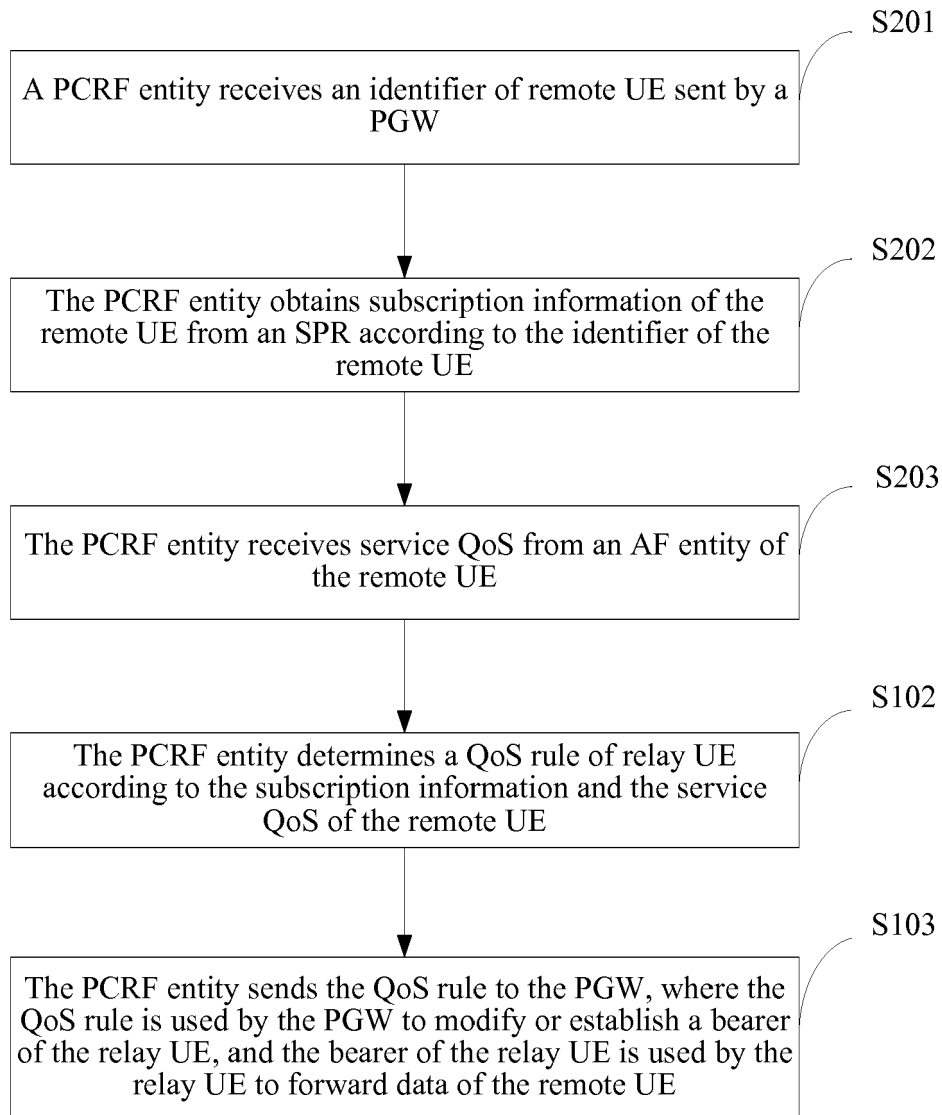 S201
A PCRF entity receives an identifier of remote UE sent by a
PGW
S202
The PCRF entity obtains subscription information of the
remote UE from an SPR according to the identifier of the
remote UE
S203
The PCRF entity receives service QoS from an AF entity of
the remote UE
S102
The PCRF entity determines a QoS rule of relay UE
according to the subscription information and the service
QoS of the remote UE
S103
The PCRF entity sends the QoS rule to the PGW, where the
QoS rule is used by the PGW to modify or establish a bearer
of the relay UE, and the bearer of the relay UE is used by the
relay UE to forward data of the remote UE